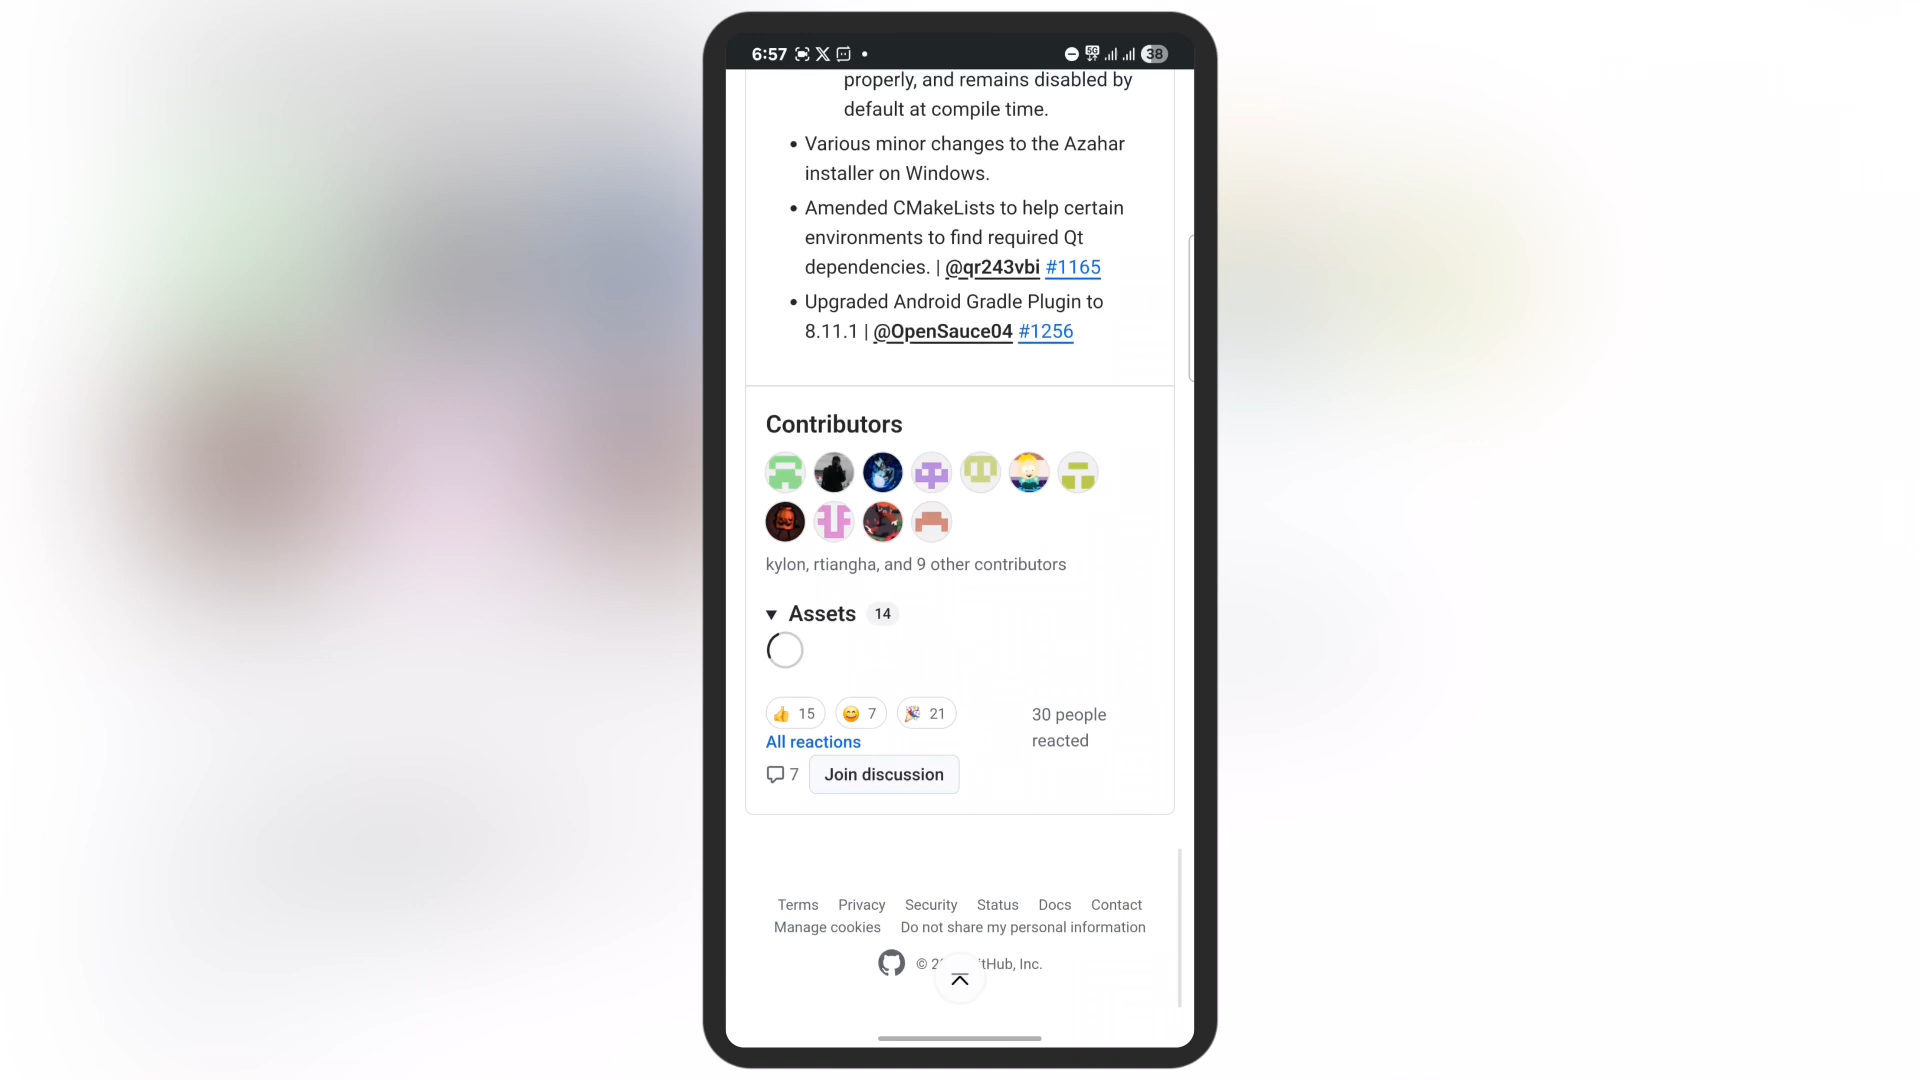 6:57
5G
38
properly, and remains disabled by
default at compile time.
• Various minor changes to the Azahar
installer on Windows.
• Amended CMakeLists to help certain
environments to find required Qt
dependencies. | @qr243vbi #1165
• Upgraded Android Gradle Plugin to
8.11.1 | @OpenSauce04 #1256
Contributors
kylon, rtiangha, and 9 other contributors
Assets 14
15 7 21
30 people
reacted
All reactions
7 Join discussion
Terms Privacy Security Status Docs Contact
Manage cookies Do not share my personal information
© Hub, Inc.